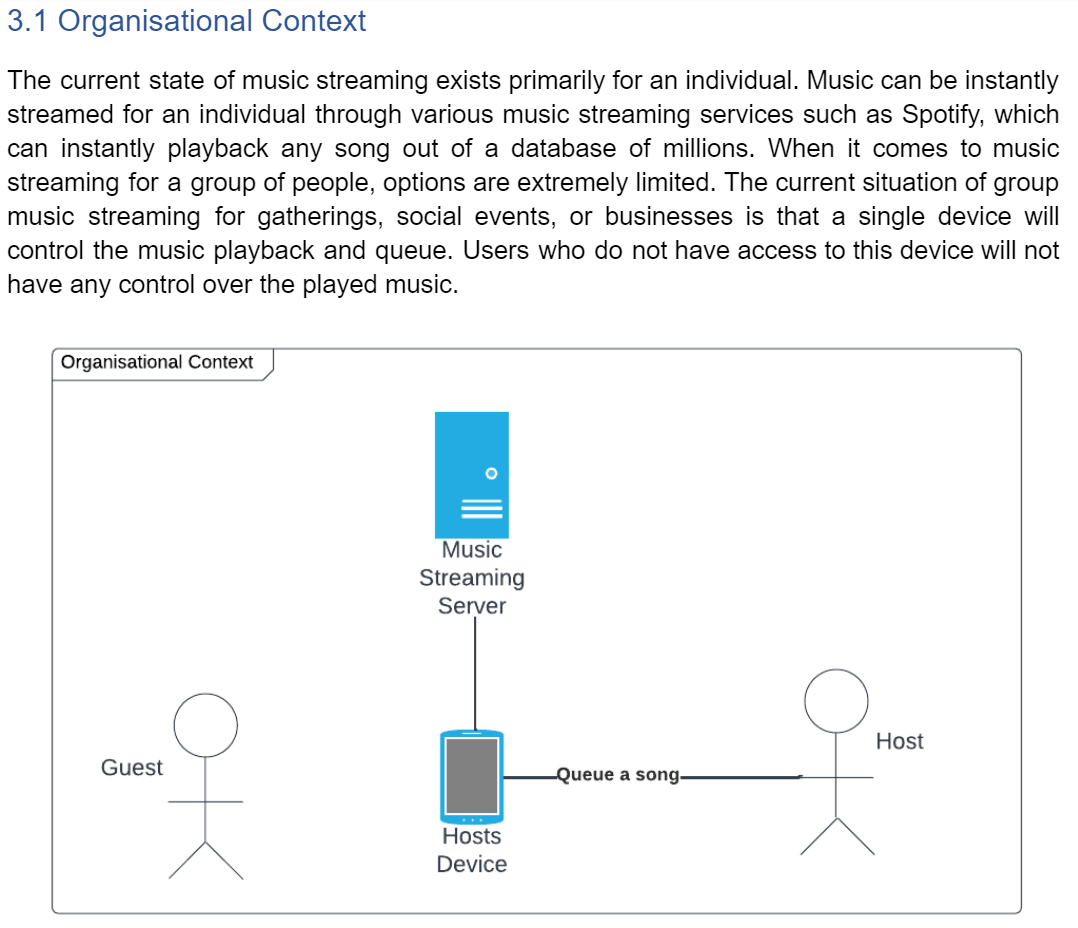 3.1 Organisational Context
The current state of music streaming exists primarily for an individual. Music can be instantly
streamed for an individual through various music streaming services such as Spotify, which
can instantly playback any song out of a database of millions. When it comes to music
streaming for a group of people, options are extremely limited. The current situation of group
music streaming for gatherings, social events, or businesses is that a single device will
control the music playback and queue. Users who do not have access to this device will not
have any control over the played music.
Organisational Context
Music
Streaming
Server
Guest
Host
Queue a song
Hosts
Device